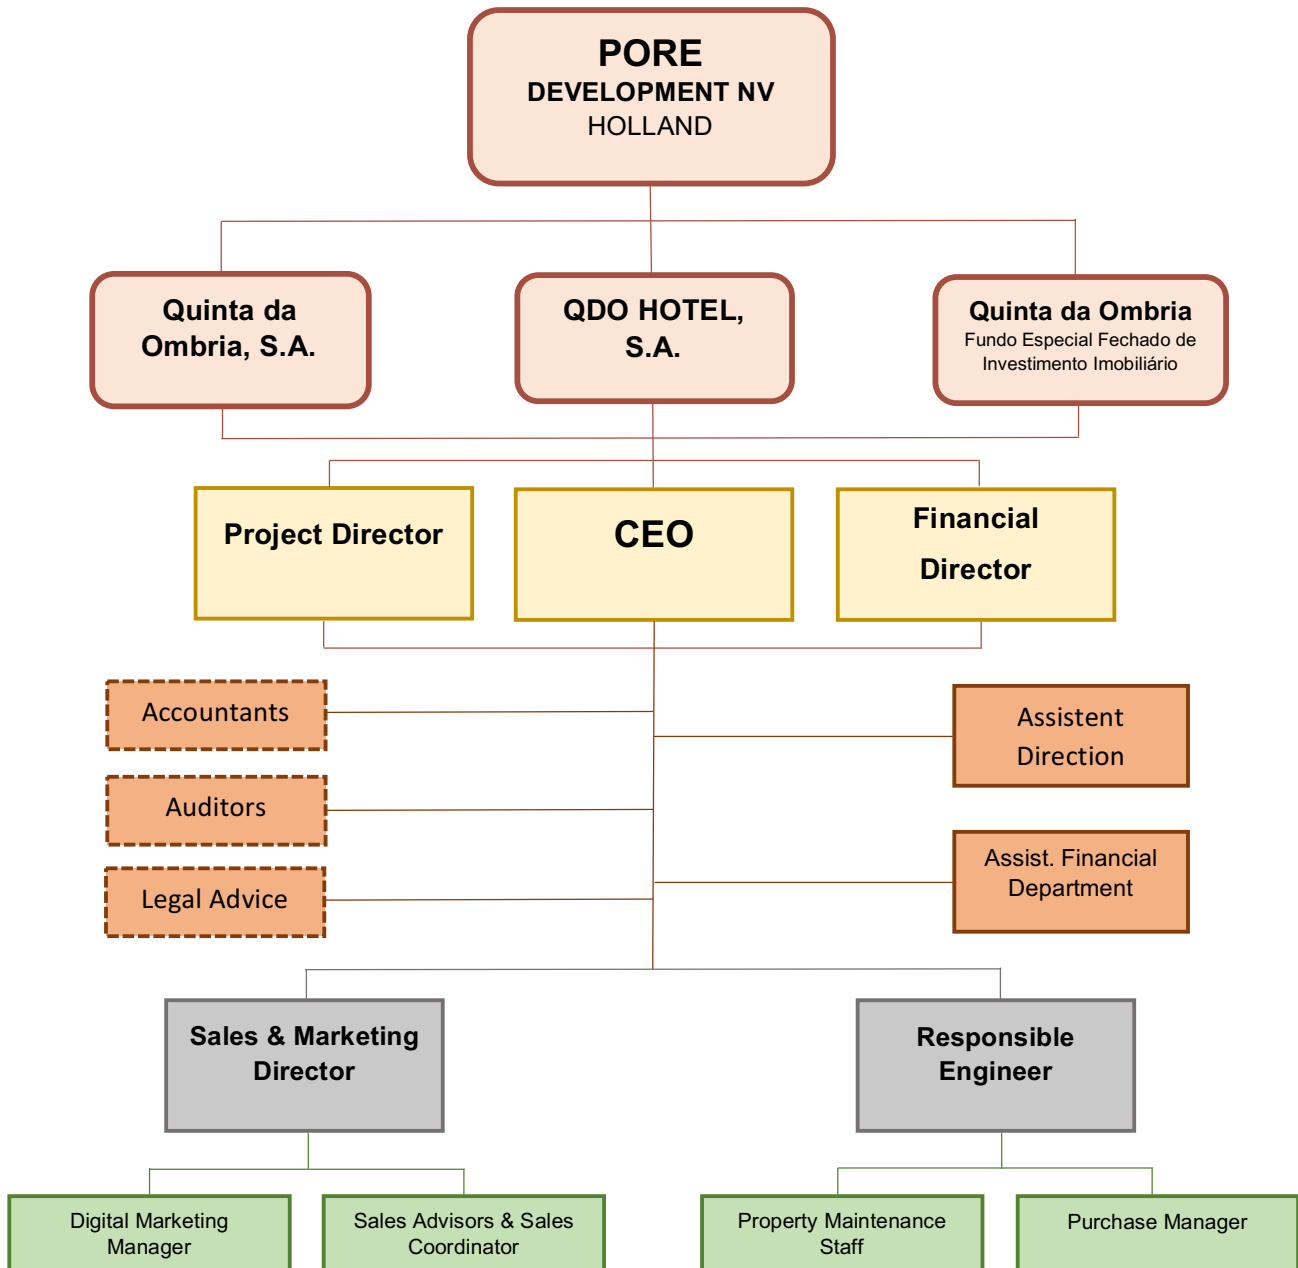 PORE
DEVELOPMENT NV
HOLLAND
Quinta da
Ombria, S.A.
QDO HOTEL,
S.A.
Quinta da Ombria
Fundo Especial Fechado de
Investimento Imobiliário
Project Director
CEO
Financial
Director
Accountants
Assistent
Direction
Auditors
Assist. Financial
Department
Legal Advice
Sales & Marketing
Director
Responsible
Engineer
Digital Marketing
Manager
Sales Advisors & Sales
Coordinator
Property Maintenance
Staff
Purchase Manager